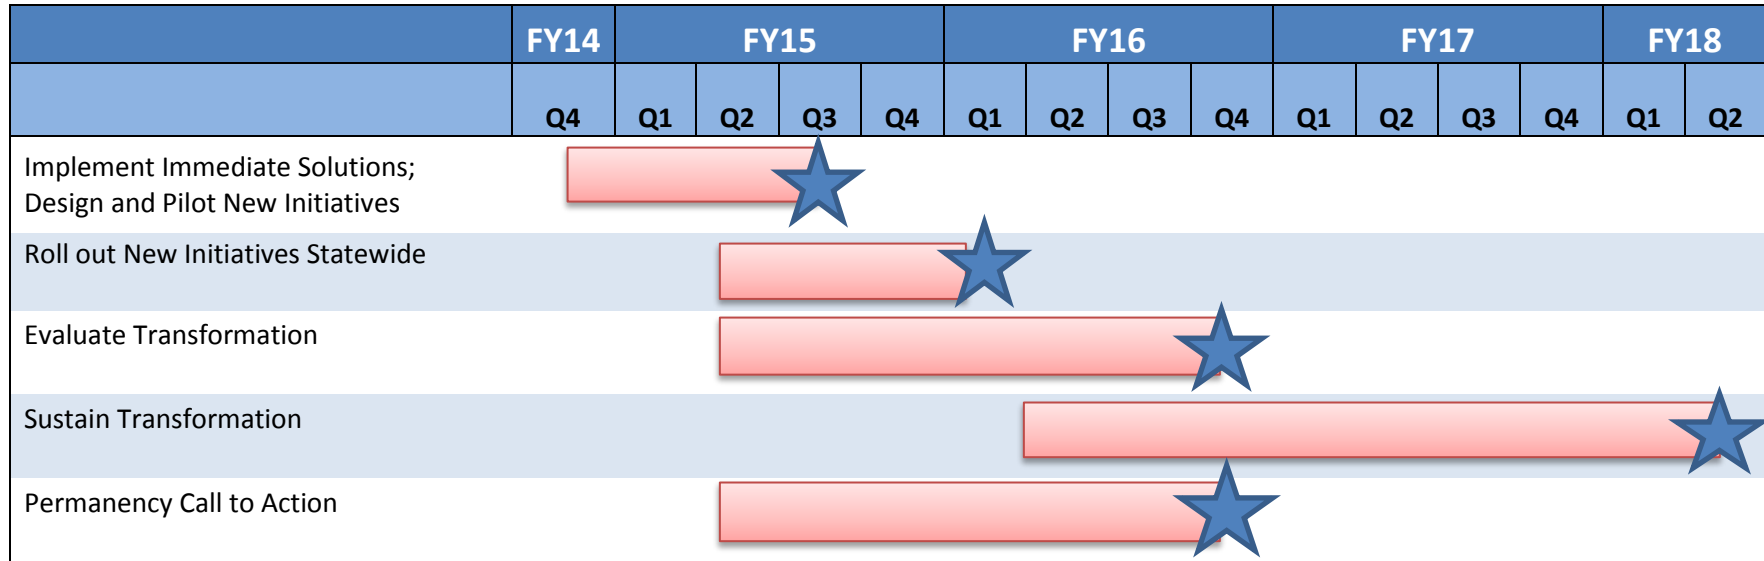 FY14 FY15 FY16 FY17 FY18
Q4 Q1 Q2 Q3 Q4 Q1 Q2 Q3 Q4 Q1 Q2 Q3 Q4 Q1 Q2
Implement Immediate Solutions;
Design and Pilot New Initiatives
Roll out New Initiatives Statewide
Evaluate Transformation
Sustain Transformation
Permanency Call to Action